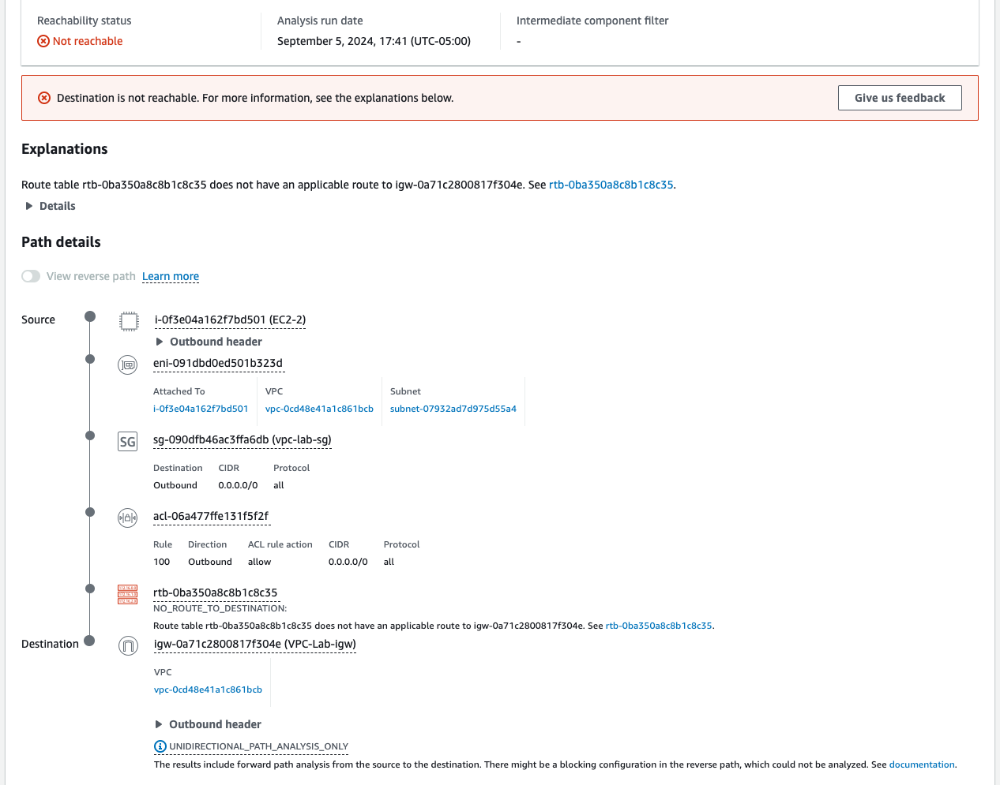 Reachability status
Analysis run date
Intermediate component filter
Not reachable
September 5, 2024, 17:41 (UTC-05:00)
-
Destination is not reachable. For more information, see the explanations below.
Give us feedback
Explanations
Route table rtb-0ba350a8c8b1c8c35 does not have an applicable route to igw-0a71c2800817f304e. See rtb-0ba350a8c8b1c8c35.
Details
Path details
View reverse path Learn more
Source
i-0f3e04a162f7bd501 (EC2-2)
Outbound header
eni-091dbd0ed501b323d
Attached To VPC Subnet
i-0f3e04a162f7bd501 vpc-0cd48e41a1c861bcb subnet-07932ad7d975d55a4
SG
sg-090dfb46ac3ffa6db (vpc-lab-sg)
Destination CIDR Protocol
Outbound 0.0.0.0/0 all
acl-06a477ffe131f5f2f
Rule Direction ACL rule action CIDR Protocol
100 Outbound allow 0.0.0.0/0 all
rtb-0ba350a8c8b1c8c35
NO_ROUTE_TO_DESTINATION:
Route table rtb-0ba350a8c8b1c8c35 does not have an applicable route to igw-0a71c2800817f304e. See rtb-0ba350a8c8b1c8c35.
Destination
igw-0a71c2800817f304e (VPC-Lab-igw)
VPC
vpc-0cd48e41a1c861bcb
Outbound header
UNIDIRECTIONAL_PATH_ANALYSIS_ONLY
The results include forward path analysis from the source to the destination. There might be a blocking configuration in the reverse path, which could not be analyzed. See documentation.